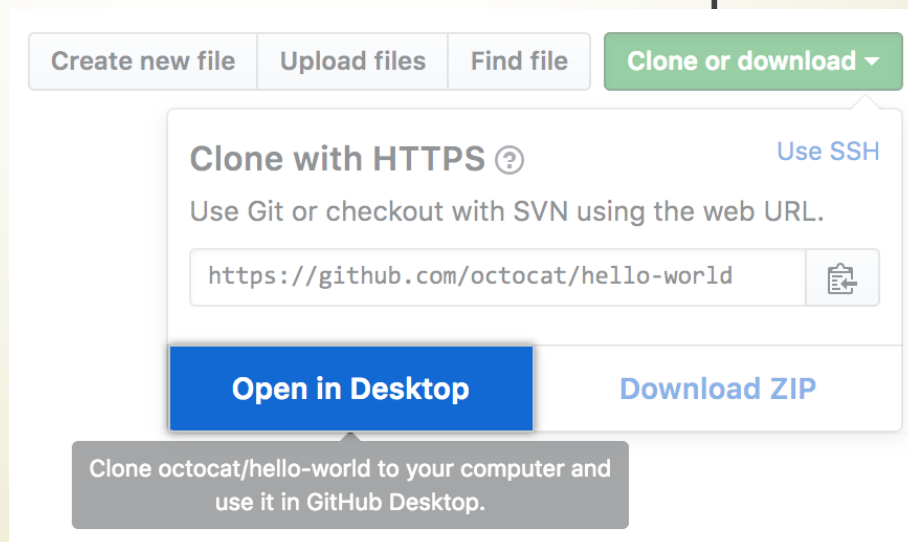 Create new file Upload files Find file Clone or download
Clone with HTTPS ?
Use SSH
Use Git or checkout with SVN using the web URL.
https://github.com/octocat/hello-world
Open in Desktop Download ZIP
Clone octocat/hello-world to your computer and
use it in GitHub Desktop.